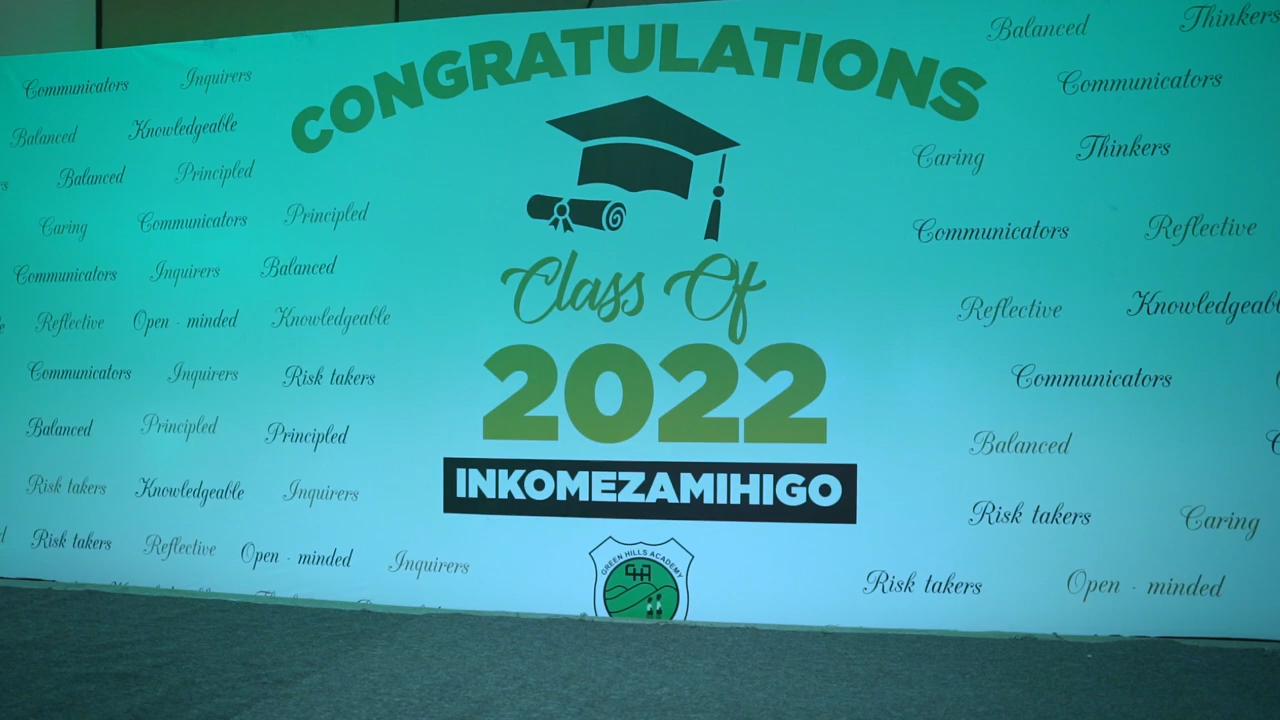 CONGRATULATIONS
Class Of
2022
INKOMEZAMIHIGO
GREEN HILLS ACADEMY
GHA
Communicators Inquirers
Balanced Knowledgeable
Balanced Principled
Caring Communicators Principled
Communicators Inquirers Balanced
Reflective Open - minded Knowledgeable
Communicators Inquirers Risk takers
Balanced Principled Principled
Risk takers Knowledgeable Inquirers
Risk takers Reflective Open - minded Inquirers
Balanced Thinkers
Communicators
Caring Thinkers
Communicators Reflective
Reflective Knowledgeabl
Communicators
Balanced
Risk takers Caring
Risk takers Open - minded